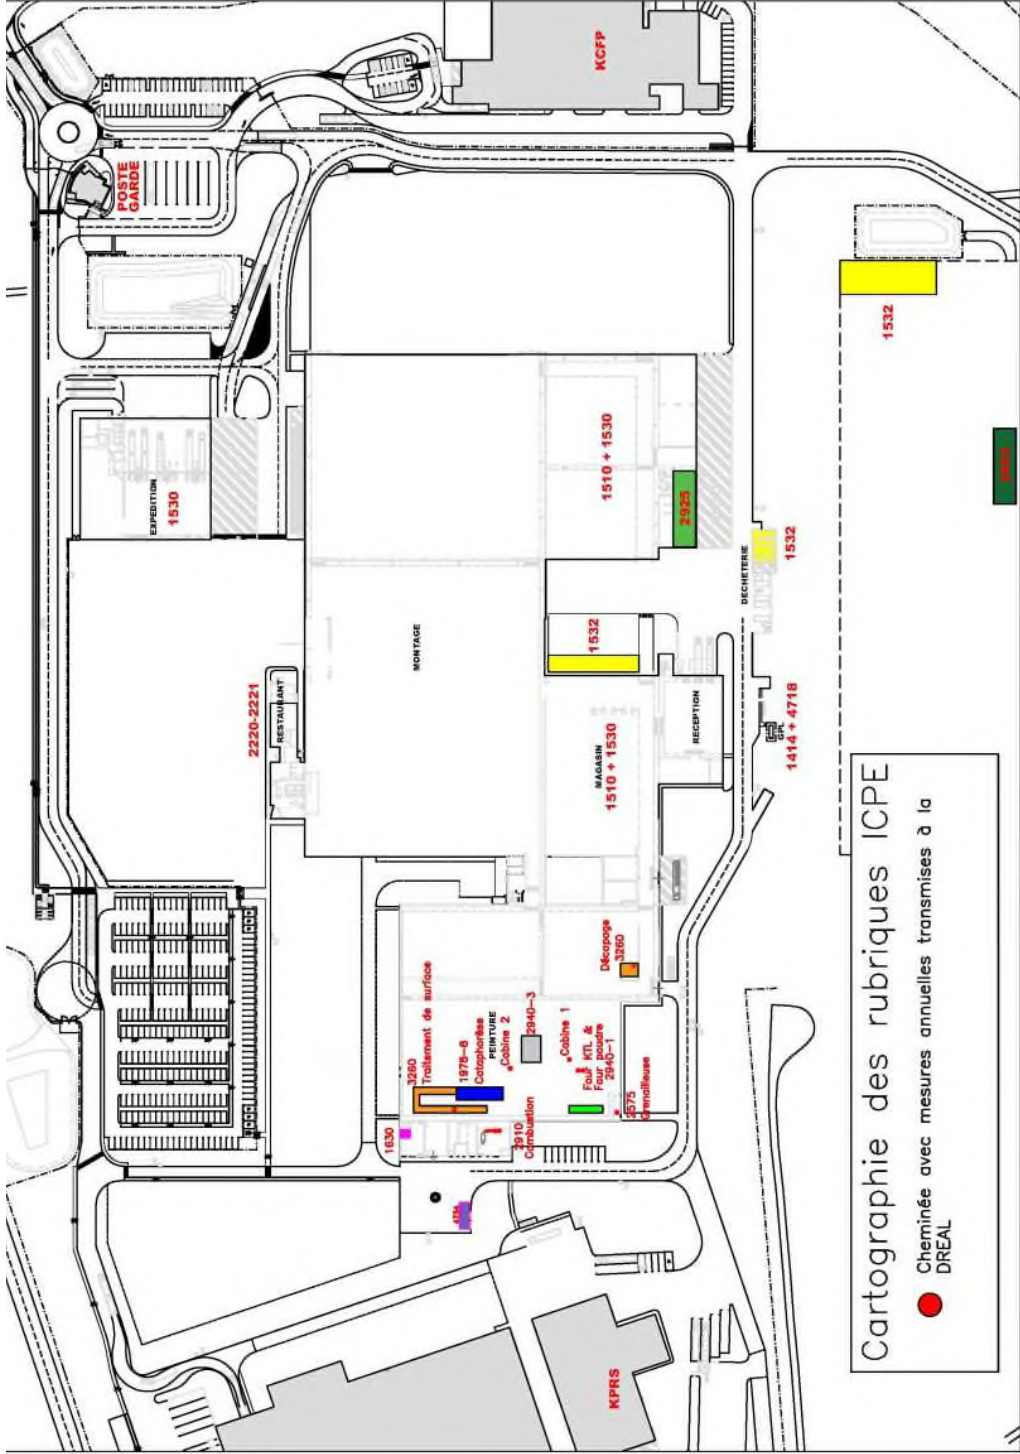 Cartographie des rubriques ICPE
Cheminée avec mesures annuelles transmises à la
DREAL
POSTE
GARDE
KCFP
EXPEDITION
1530
1532
1510 + 1530
2925
DECHETERIE
1532
MONTAGE
1532
2220-2221
RESTAURANT
RECEPTION
MAGASIN
1510 + 1530
GPL
1414 + 4718
Décapage
3260
3260
Traitement de surface
1978-8
Cataphorèse
PEINTURE
Cabine 2
2940-3
Cabine 1
Four KTL &
Four poudre
2940-1
2575
Grenailleuse
1630
2910
Combustion
KPRS